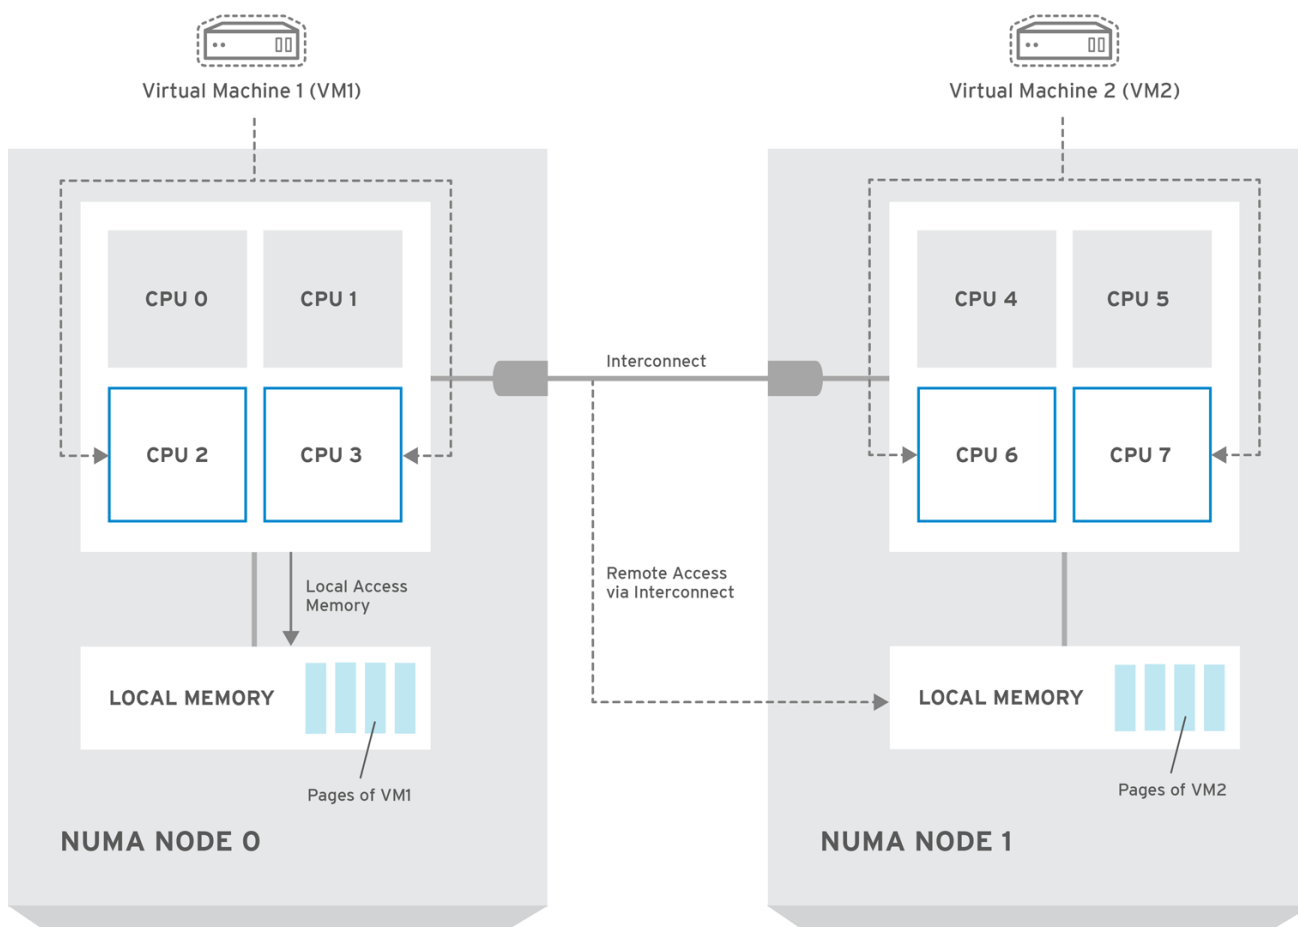 Virtual Machine 1 (VM1)
Virtual Machine 2 (VM2)
CPU 0
CPU 1
CPU 2
CPU 3
Local Access
Memory
LOCAL MEMORY
Pages of VM1
NUMA NODE 0
Interconnect
Remote Access
via Interconnect
CPU 4
CPU 5
CPU 6
CPU 7
LOCAL MEMORY
Pages of VM2
NUMA NODE 1